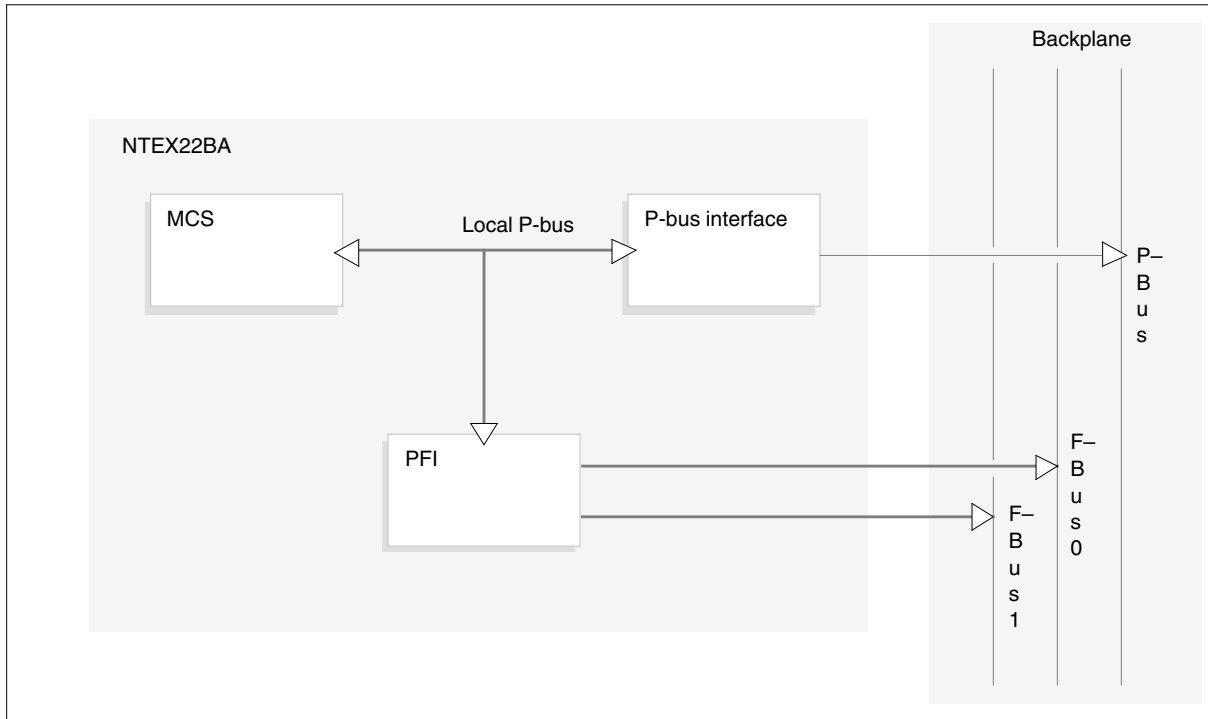 Backplane
NTEX22BA
MCS
Local P-bus
P-bus interface
P–
B
u
s
PFI
F–
B
u
s
0
F–
B
u
s
1